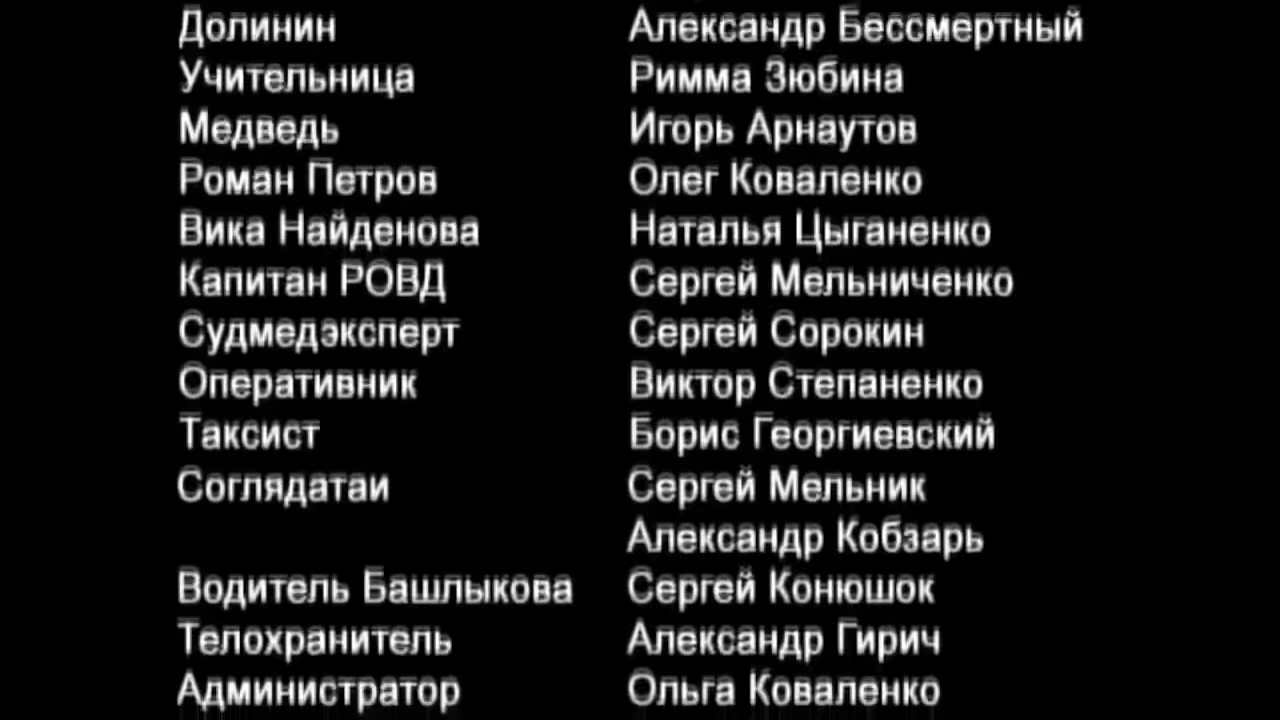 Долинин Александр Бессмертный
Учительница Римма Зюбина
Медведь Игорь Арнаутов
Роман Петров Олег Коваленко
Вика Найденова Наталья Цыганенко
Капитан РОВД Сергей Мельниченко
Судмедэксперт Сергей Сорокин
Оперативник Виктор Степаненко
Таксист Борис Георгиевский
Соглядатаи Сергей Мельник
Александр Кобзарь
Водитель Башлыкова Сергей Конюшок
Телохранитель Александр Гирич
Администратор Ольга Коваленко